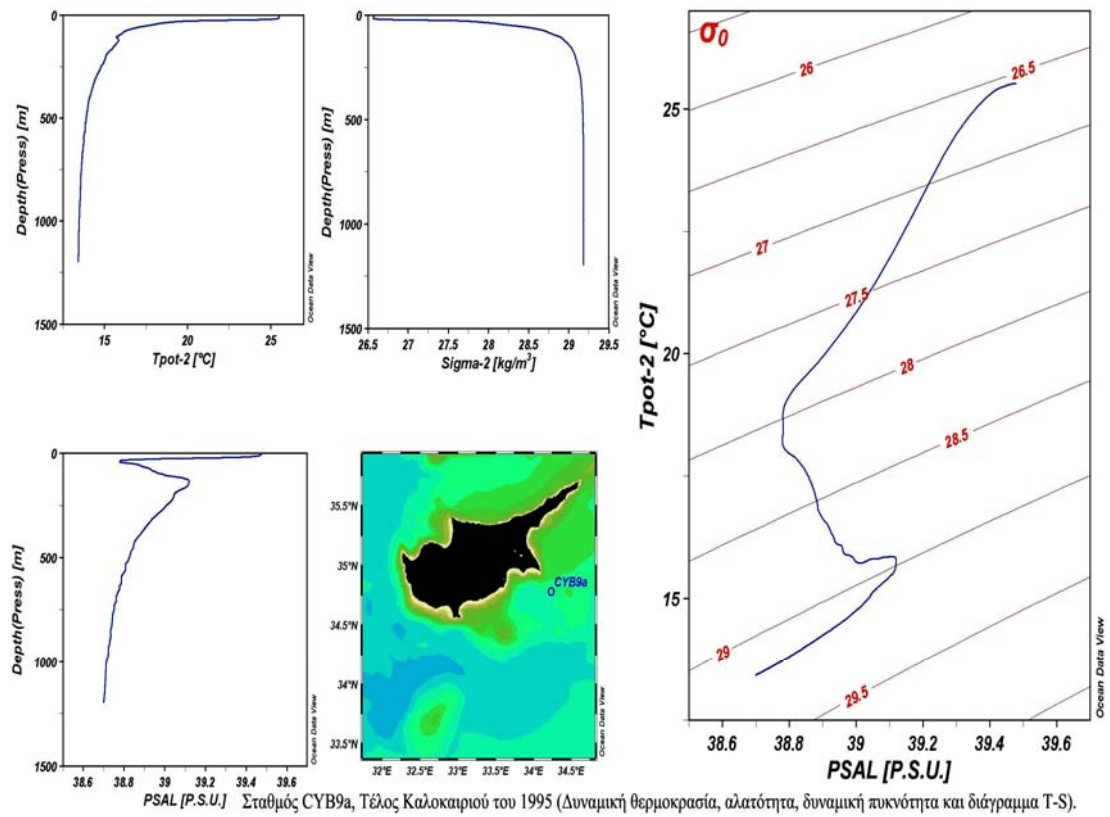 0
500
1000
1500
Depth(Press) [m]
15
20
25
Tpot-2 [°C]
Ocean Data View
0
500
1000
1500
Depth(Press) [m]
26.5
27
27.5
28
28.5
29
29.5
Sigma-2 [kg/m³]
Ocean Data View
σ0
26
26.5
27
27.5
28
28.5
29
29.5
25
20
15
Tpot-2 [°C]
38.6
38.8
39
39.2
39.4
39.6
PSAL [P.S.U.]
Ocean Data View
0
500
1000
1500
Depth(Press) [m]
38.6
38.8
39
39.2
39.4
39.6
PSAL [P.S.U.]
Ocean Data View
35.5°N
35°N
34.5°N
34°N
33.5°N
CYB9a
32°E
32.5°E
33°E
33.5°E
34°E
34.5°E
Ocean Data View
Σταθμός CYB9a, Τέλος Καλοκαιριού του 1995 (Δυναμική θερμοκρασία, αλατότητα, δυναμική πυκνότητα και διάγραμμα T-S).